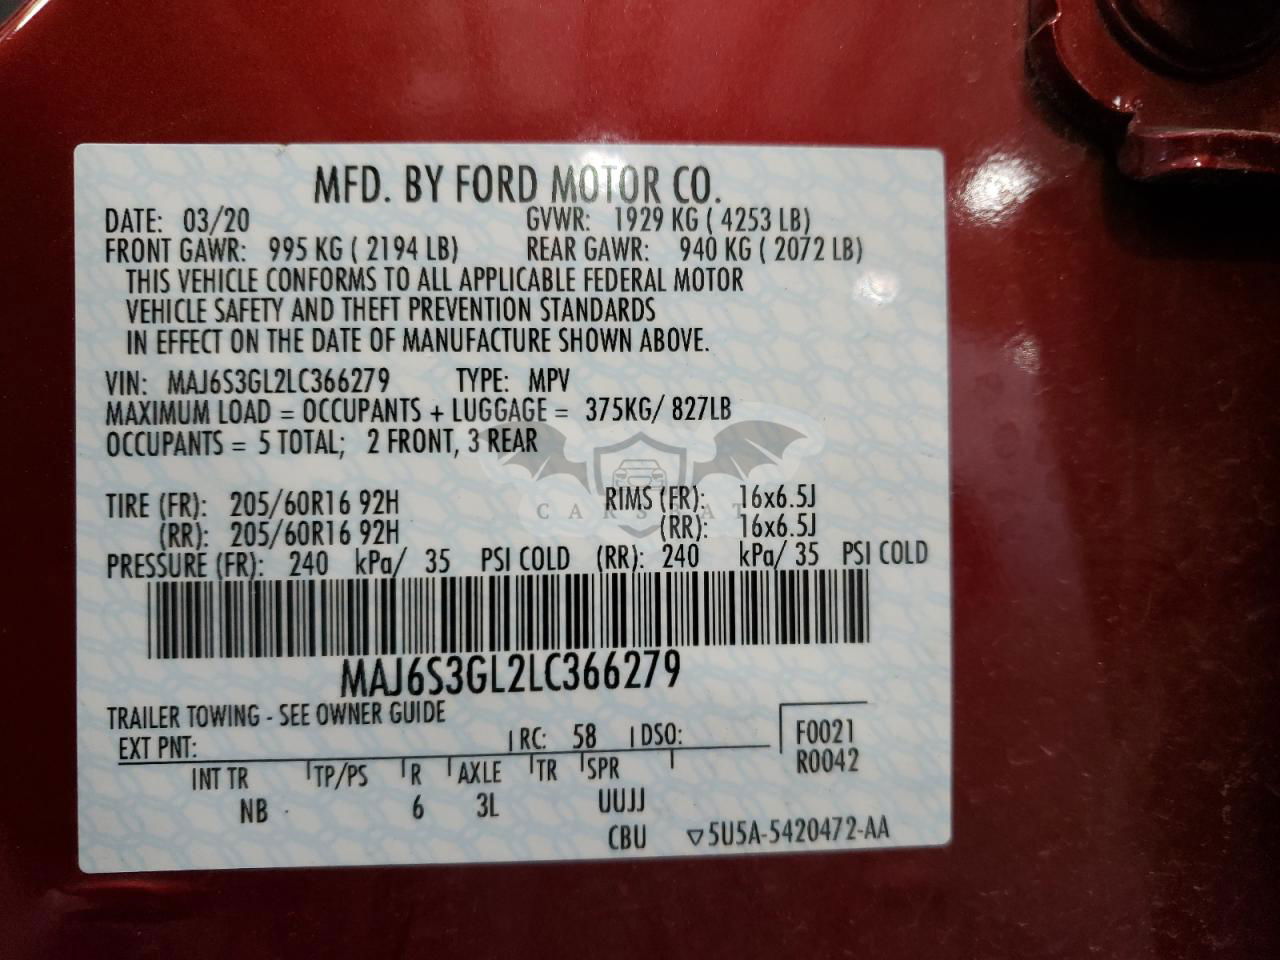 MFD. BY FORD MOTOR CO.
DATE: 03/20 GVWR: 1929 KG ( 4253 LB)
FRONT GAWR: 995 KG ( 2194 LB) REAR GAWR: 940 KG ( 2072 LB)
THIS VEHICLE CONFORMS TO ALL APPLICABLE FEDERAL MOTOR
VEHICLE SAFETY AND THEFT PREVENTION STANDARDS
IN EFFECT ON THE DATE OF MANUFACTURE SHOWN ABOVE.
VIN: MAJ6S3GL2LC366279 TYPE: MPV
MAXIMUM LOAD = OCCUPANTS + LUGGAGE = 375KG/ 827LB
OCCUPANTS = 5 TOTAL; 2 FRONT, 3 REAR
TIRE (FR): 205/60R16 92H RIMS (FR): 16x6.5J
CARSBAT
(RR): 205/60R16 92H (RR): 16x6.5J
PRESSURE (FR): 240 kPa/ 35 PSI COLD (RR): 240 kPa/ 35 PSI COLD
MAJ6S3GL2LC366279
TRAILER TOWING - SEE OWNER GUIDE
EXT PNT: RC: 58 DSO: F0021
R0042
INT TR TP/PS R AXLE TR SPR
NB 6 3L UUJJ
CBU 5U5A-5420472-AA